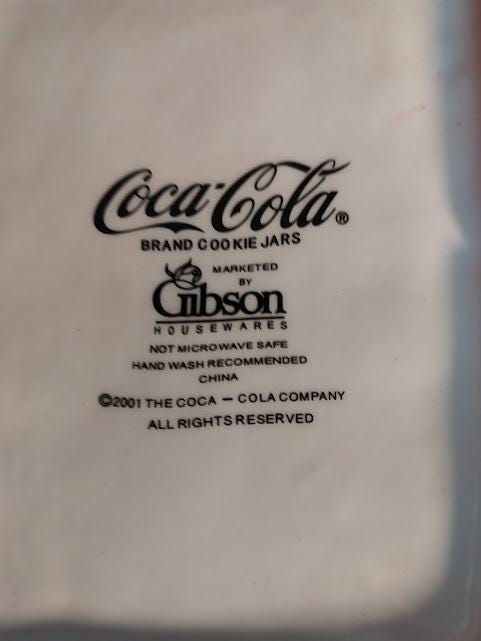 Coca-Cola®
BRAND COOKIE JARS
MARKETED
BY
Gibson
HOUSEWARES
NOT MICROWAVE SAFE
HAND WASH RECOMMENDED
CHINA
©2001 THE COCA – COLA COMPANY
ALL RIGHTS RESERVED